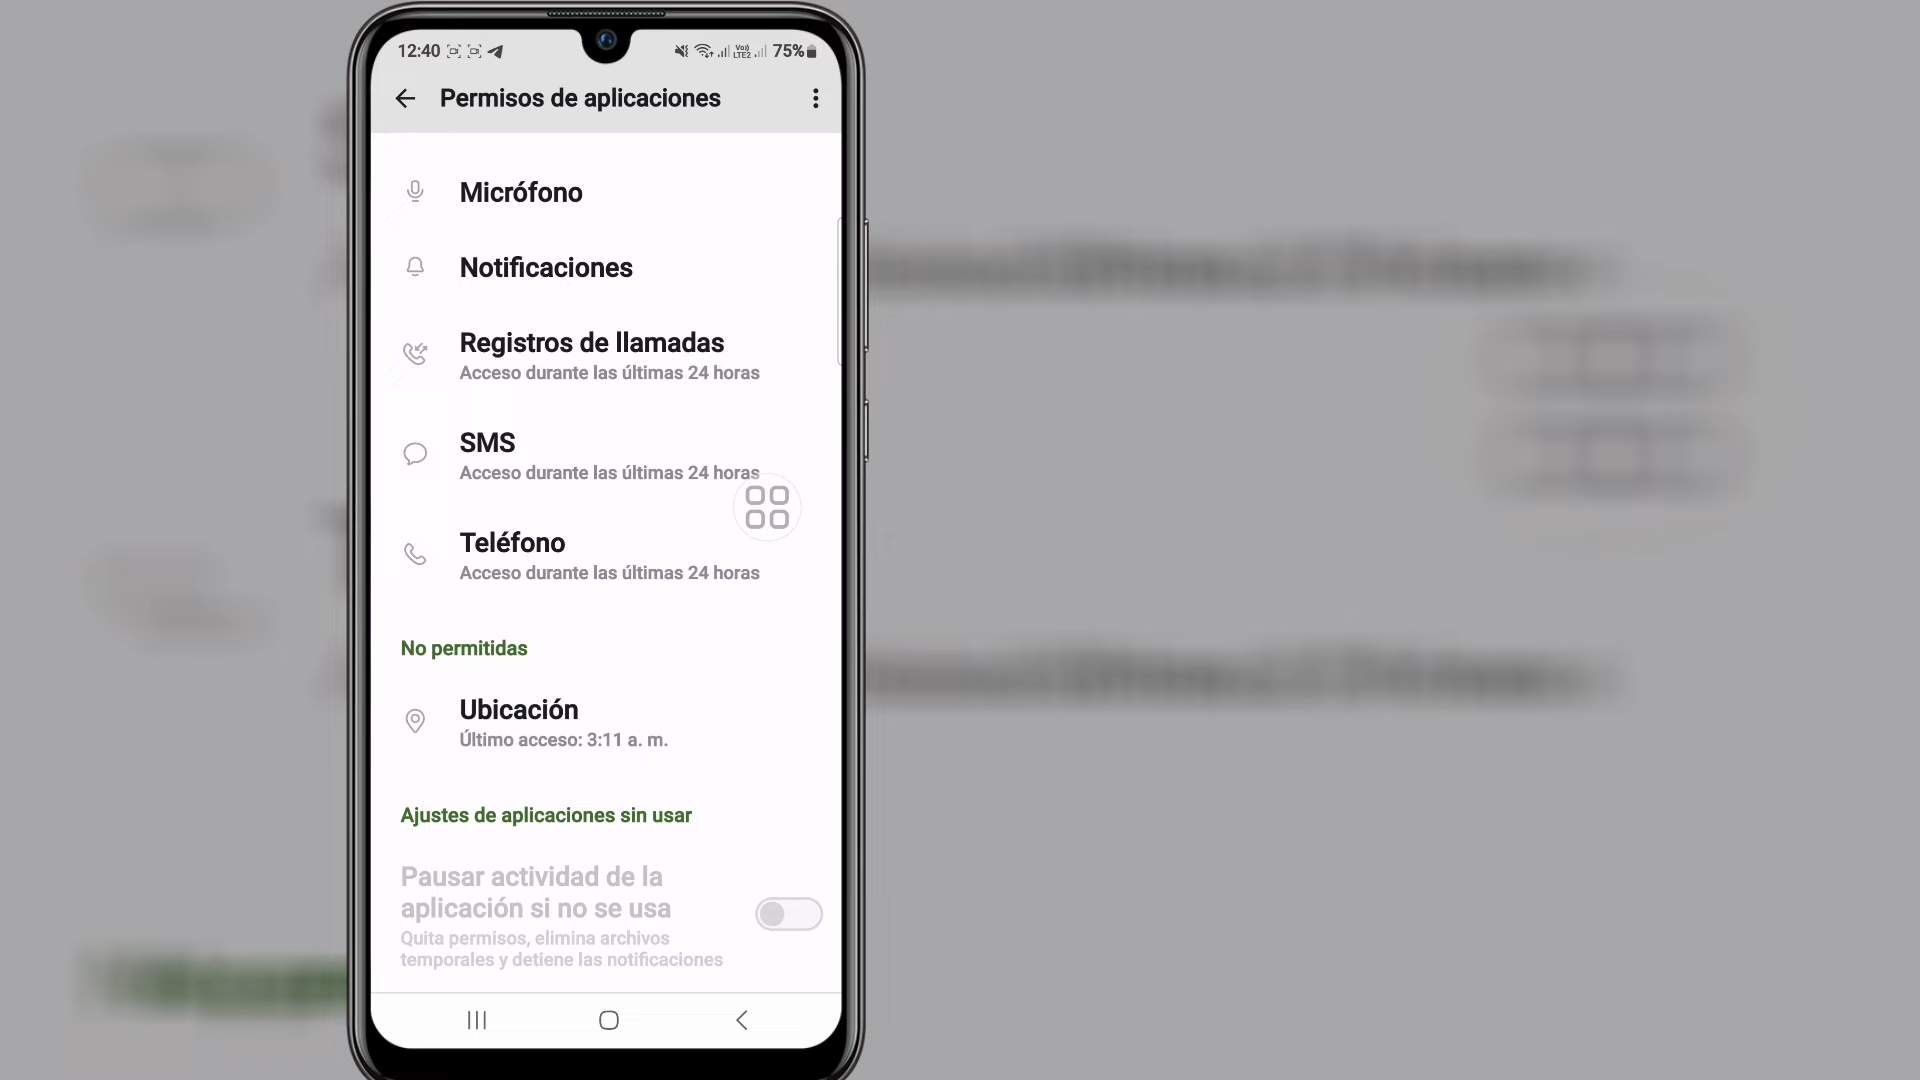 12:40
Vo))
LTE2
75%
Permisos de aplicaciones
Micrófono
Notificaciones
Registros de llamadas
Acceso durante las últimas 24 horas
SMS
Acceso durante las últimas 24 horas
Teléfono
Acceso durante las últimas 24 horas
No permitidas
Ubicación
Último acceso: 3:11 a. m.
Ajustes de aplicaciones sin usar
Pausar actividad de la
aplicación si no se usa
Quita permisos, elimina archivos
temporales y detiene las notificaciones